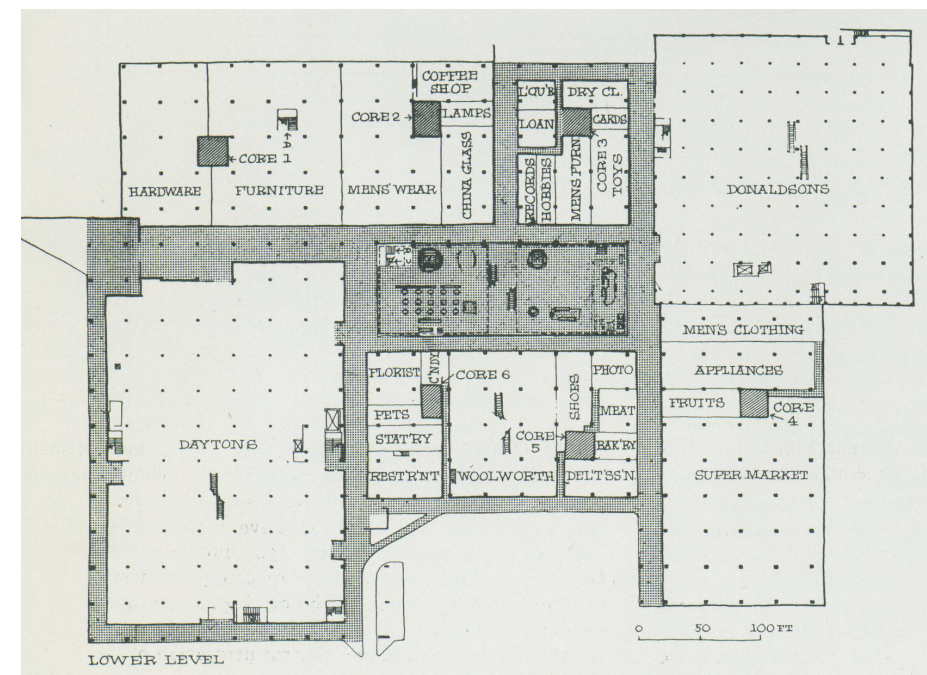 COFFEE
SHOP
L'QU'R
DRY CL.
CORE 2
LAMPS
LOAN
CARDS
A
CORE 1
CHINA GLASS
RECORDS
HOBBIES
MENS FURN
CORE 3
TOYS
HARDWARE
FURNITURE
MENS' WEAR
DONALDSONS
MEN'S CLOTHING
FLORIST
C'NDY
CORE 6
SHOES
PHOTO
APPLIANCES
FRUITS
CORE
4
PETS
MEAT
STAT'RY
CORE
5
BAK'RY
DAYTONS
REST'R'NT
WOOLWORTH
DEL'T'SS'N
SUPER MARKET
0 50 100 FT
LOWER LEVEL